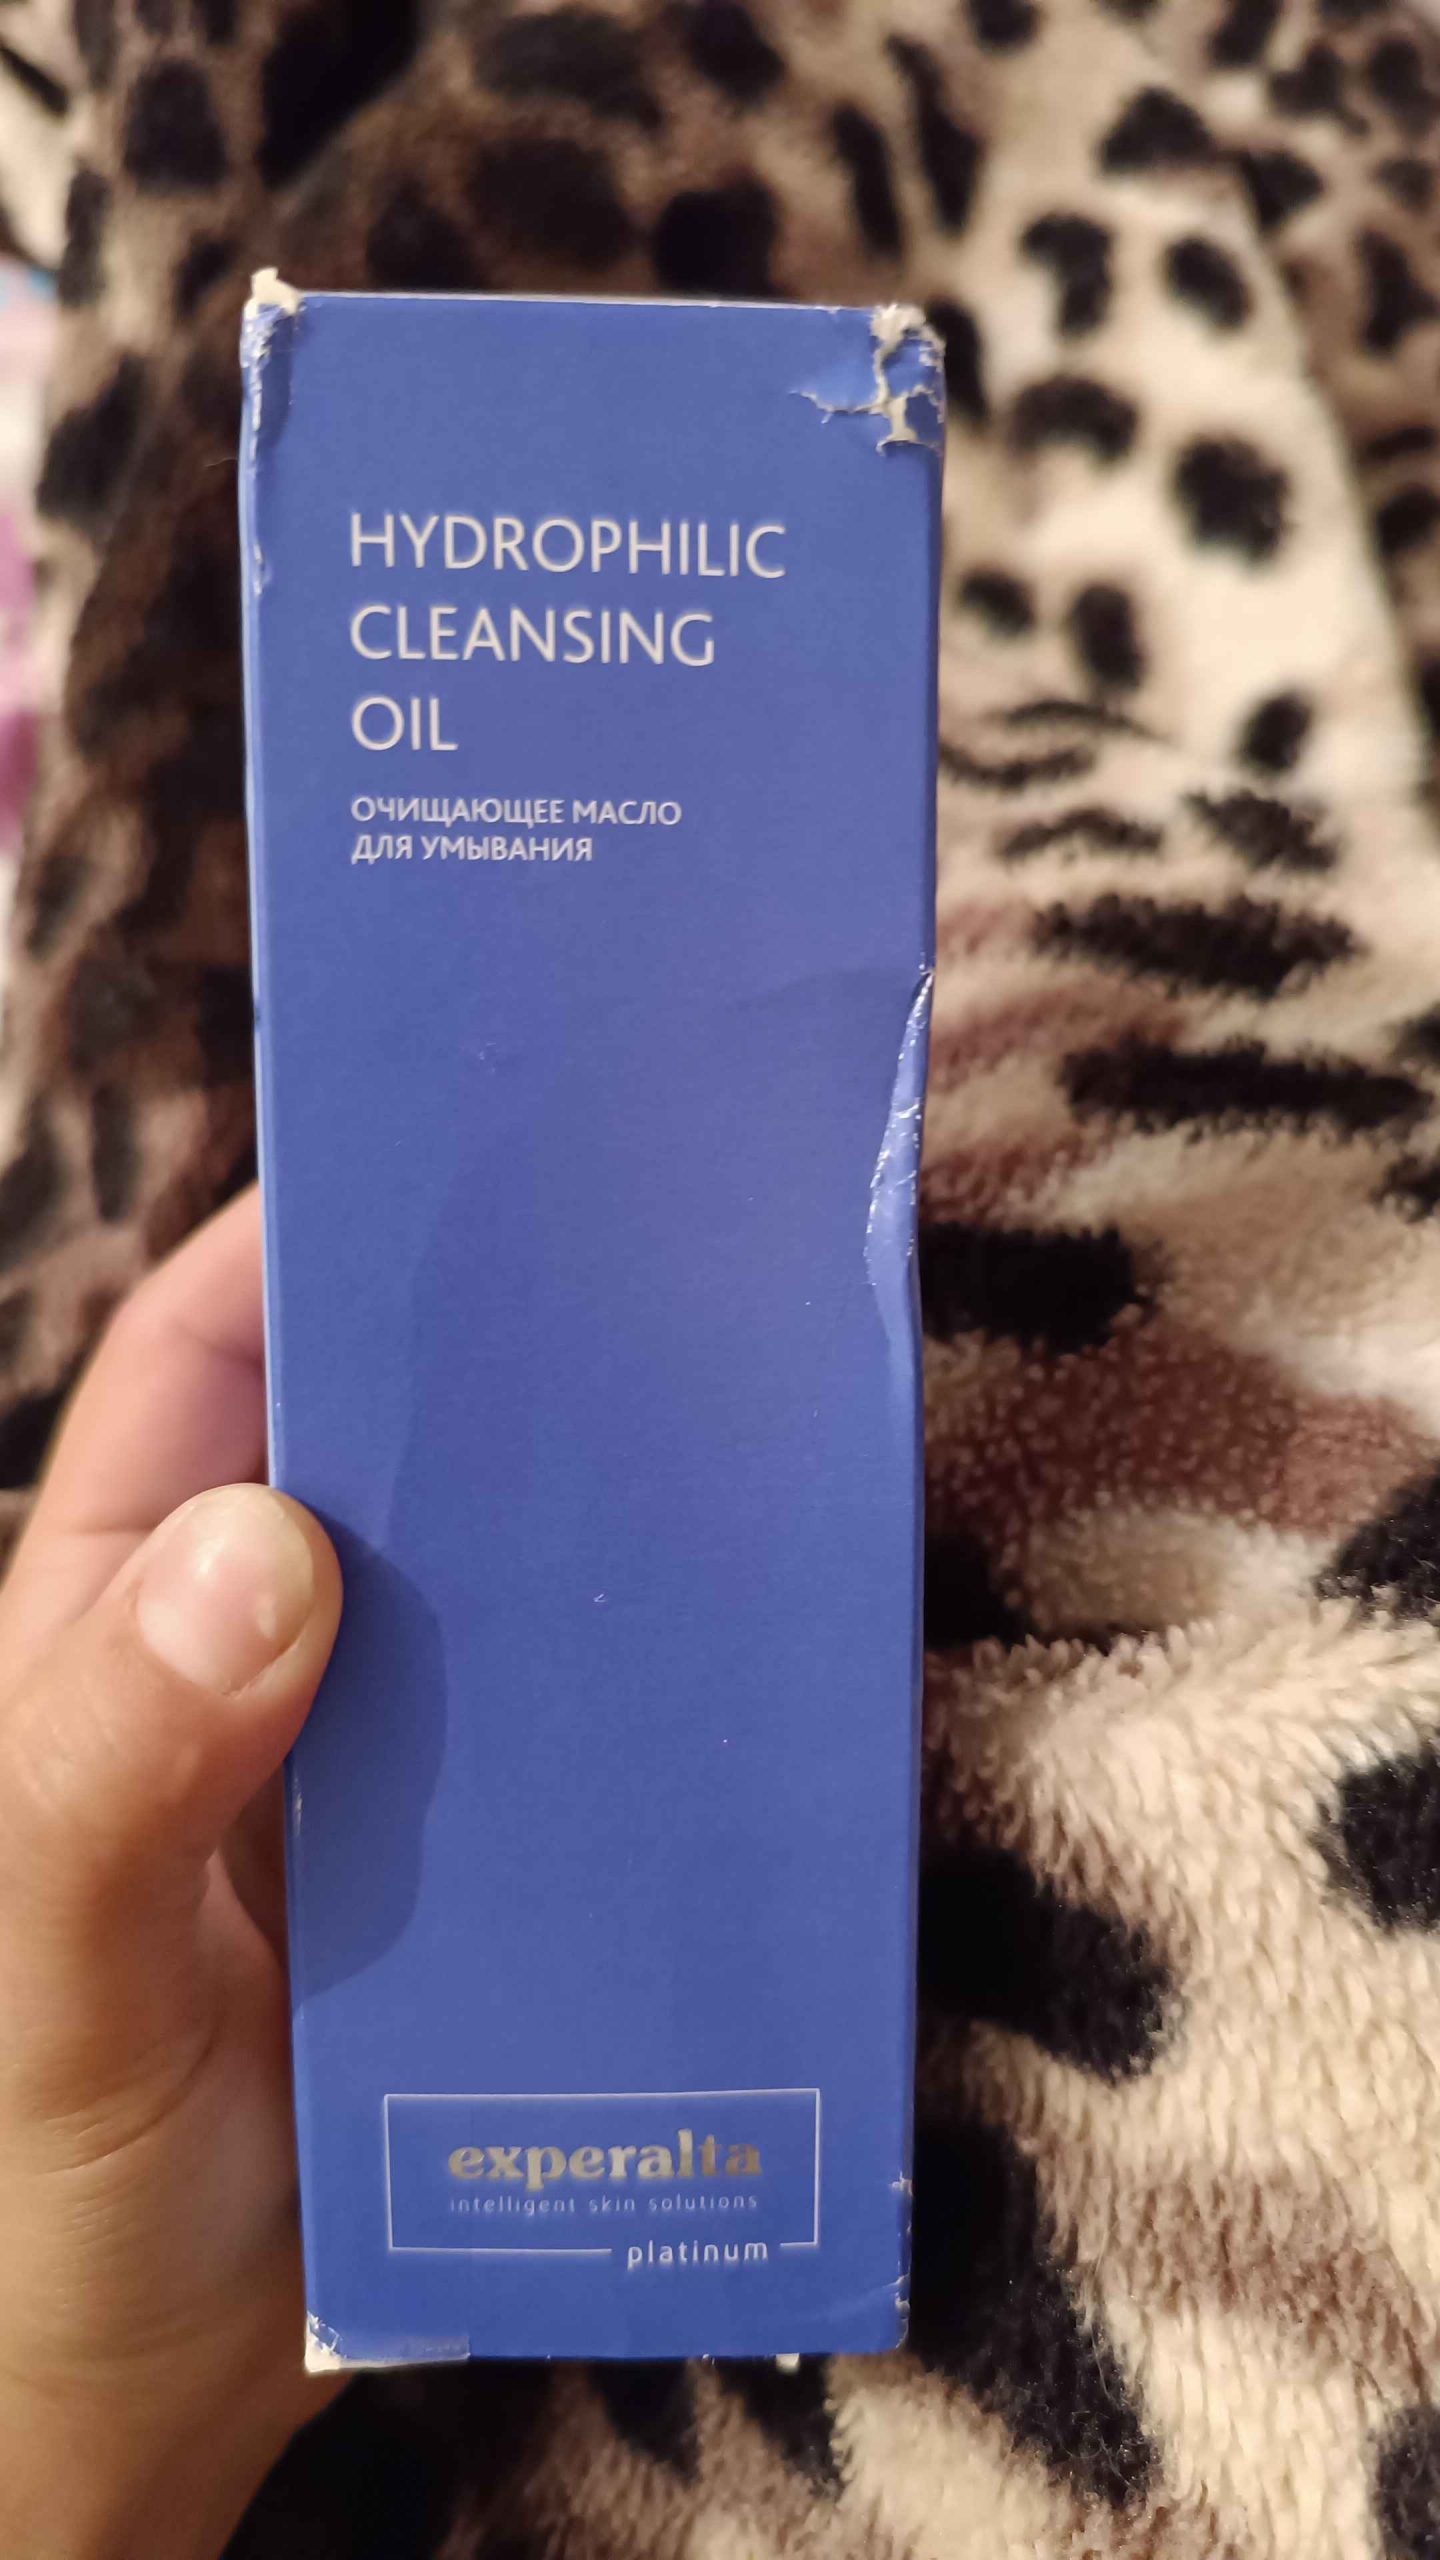 HYDROPHILIC
CLEANSING
OIL
ОЧИЩАЮЩЕЕ МАСЛО
ДЛЯ УМЫВАНИЯ
experalta
intelligent skin solutions
platinum